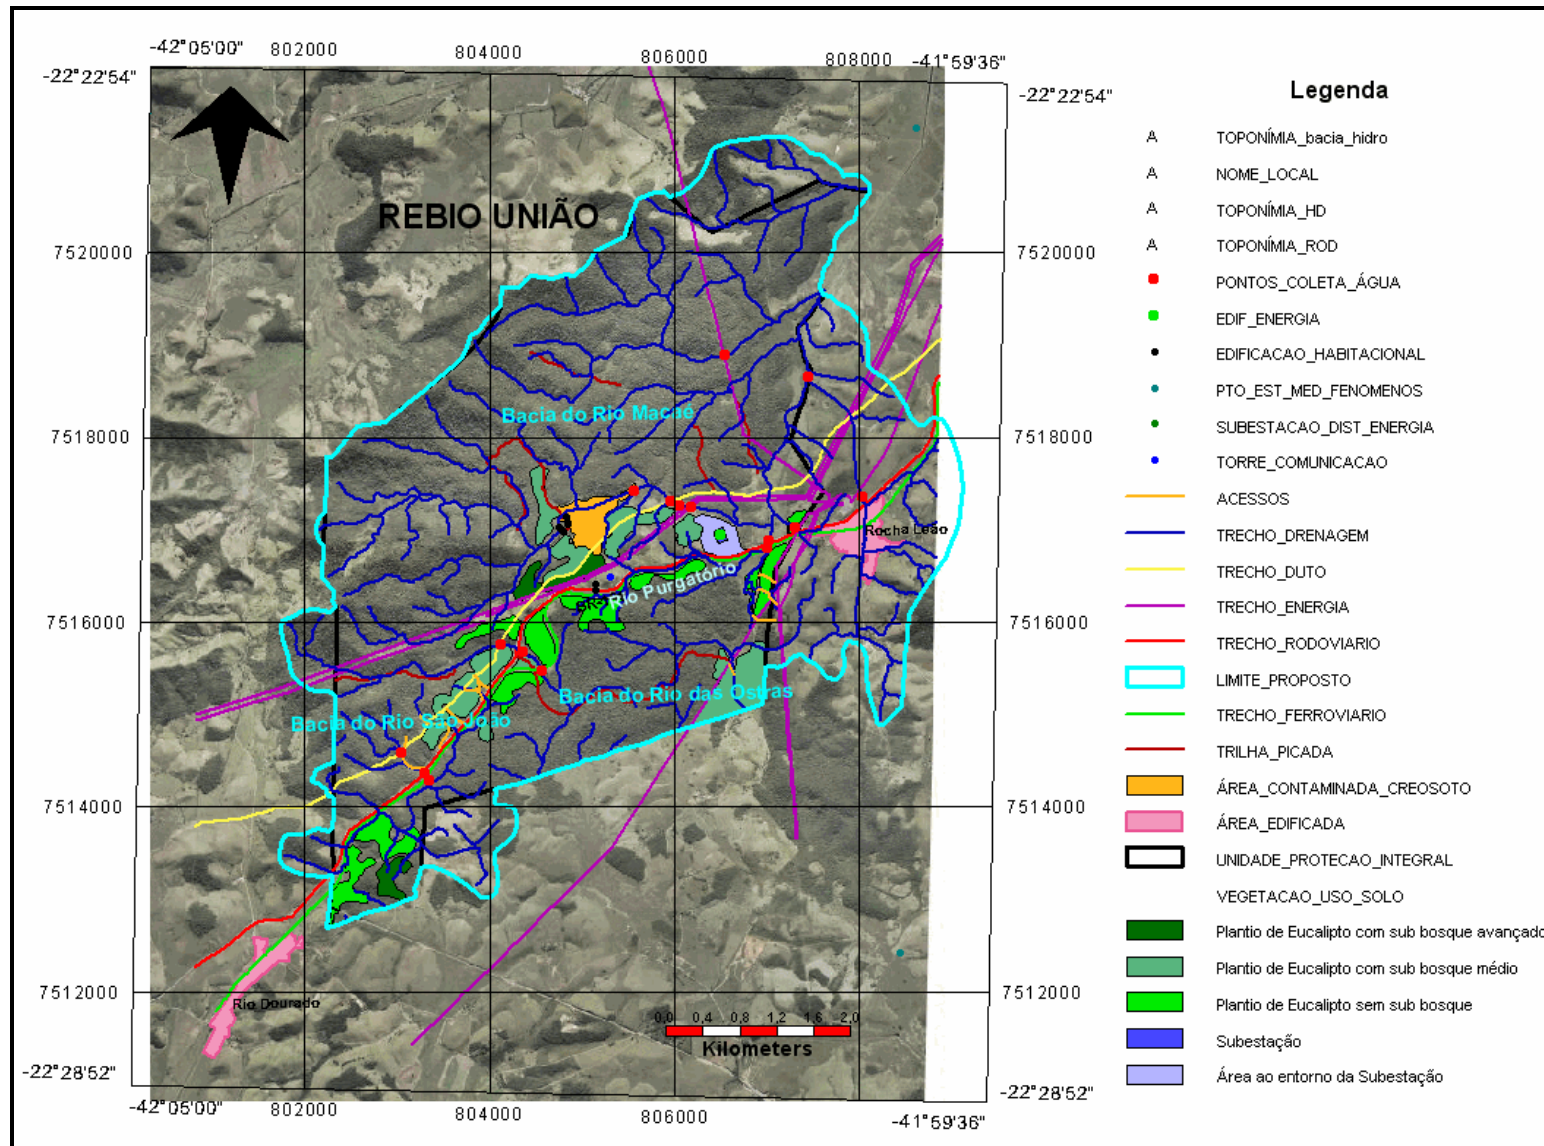 -42°05'00" 802000 804000 806000 808000 -41°59'36"
-22°22'54" -22°22'54"
REBIO UNIÃO
7520000 7520000
7518000 7518000
Bacia do Rio Macaé
Rocha Leão
Rio Purgatório
7516000 7516000
Bacia do Rio das Ostras
Bacia do Rio São João
7514000 7514000
7512000 7512000
Rio Dourado
0,0 0,4 0,8 1,2 1,6 2,0
Kilometers
-22°28'52" -22°28'52"
-42°05'00" 802000 804000 806000 -41°59'36"
Legenda
A TOPONÍMIA_bacia_hidro
A NOME_LOCAL
A TOPONÍMIA_HD
A TOPONÍMIA_ROD
PONTOS_COLETA_ÁGUA
EDIF_ENERGIA
EDIFICACAO_HABITACIONAL
PTO_EST_MED_FENOMENOS
SUBESTACAO_DIST_ENERGIA
TORRE_COMUNICACAO
ACESSOS
TRECHO_DRENAGEM
TRECHO_DUTO
TRECHO_ENERGIA
TRECHO_RODOVIARIO
LIMITE_PROPOSTO
TRECHO_FERROVIARIO
TRILHA_PICADA
ÁREA_CONTAMINADA_CREOSOTO
ÁREA_EDIFICADA
UNIDADE_PROTECAO_INTEGRAL
VEGETACAO_USO_SOLO
Plantio de Eucalipto com sub bosque avançado
Plantio de Eucalipto com sub bosque médio
Plantio de Eucalipto sem sub bosque
Subestação
Área ao entorno da Subestação